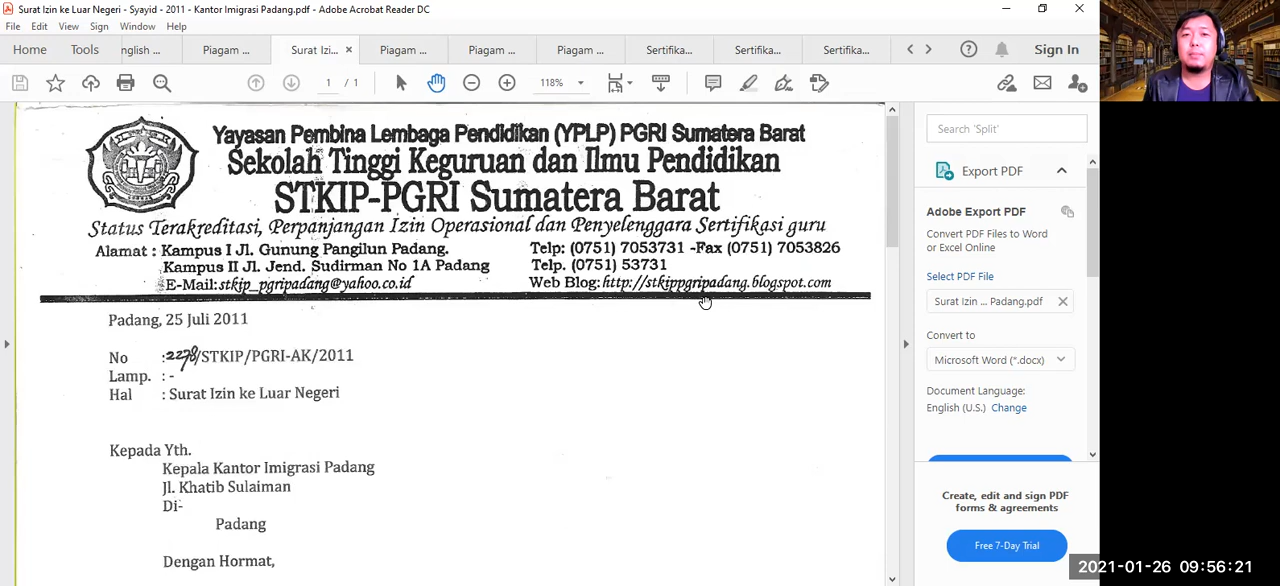 Surat Izin ke Luar Negeri - Syayid - 2011 - Kantor Imigrasi Padang.pdf - Adobe Acrobat Reader DC
File Edit View Sign Window Help
Home Tools nglish ... Piagam ... Surat Izi... × Piagam ... Piagam ... Piagam ... Sertifika... Sertifika... Sertifika... Sign In
1 / 1 118%
Yayasan Pembina Lembaga Pendidikan (YPLP) PGRI Sumatera Barat
Sekolah Tinggi Keguruan dan Ilmu Pendidikan
STKIP-PGRI Sumatera Barat
Status Terakreditasi, Perpanjangan Izin Operasional dan Penyelenggara Sertifikasi guru
Alamat : Kampus I Jl. Gunung Pangilun Padang. Telp: (0751) 7053731 -Fax (0751) 7053826
Kampus II Jl. Jend. Sudirman No 1A Padang Telp. (0751) 53731
E-Mail: stkip_pgripadang@yahoo.co.id Web Blog: http://stkippgripadang.blogspot.com
Padang, 25 Juli 2011
No : 2278/STKIP/PGRI-AK/2011
Lamp. : -
Hal : Surat Izin ke Luar Negeri
Kepada Yth.
Kepala Kantor Imigrasi Padang
Jl. Khatib Sulaiman
Di-
Padang
Dengan Hormat,
Search 'Split'
Export PDF
Adobe Export PDF
Convert PDF Files to Word
or Excel Online
Select PDF File
Surat Izin ... Padang.pdf ×
Convert to
Microsoft Word (*.docx)
Document Language:
English (U.S.) Change
Create, edit and sign PDF
forms & agreements
Free 7-Day Trial
2021-01-26 09:56:21